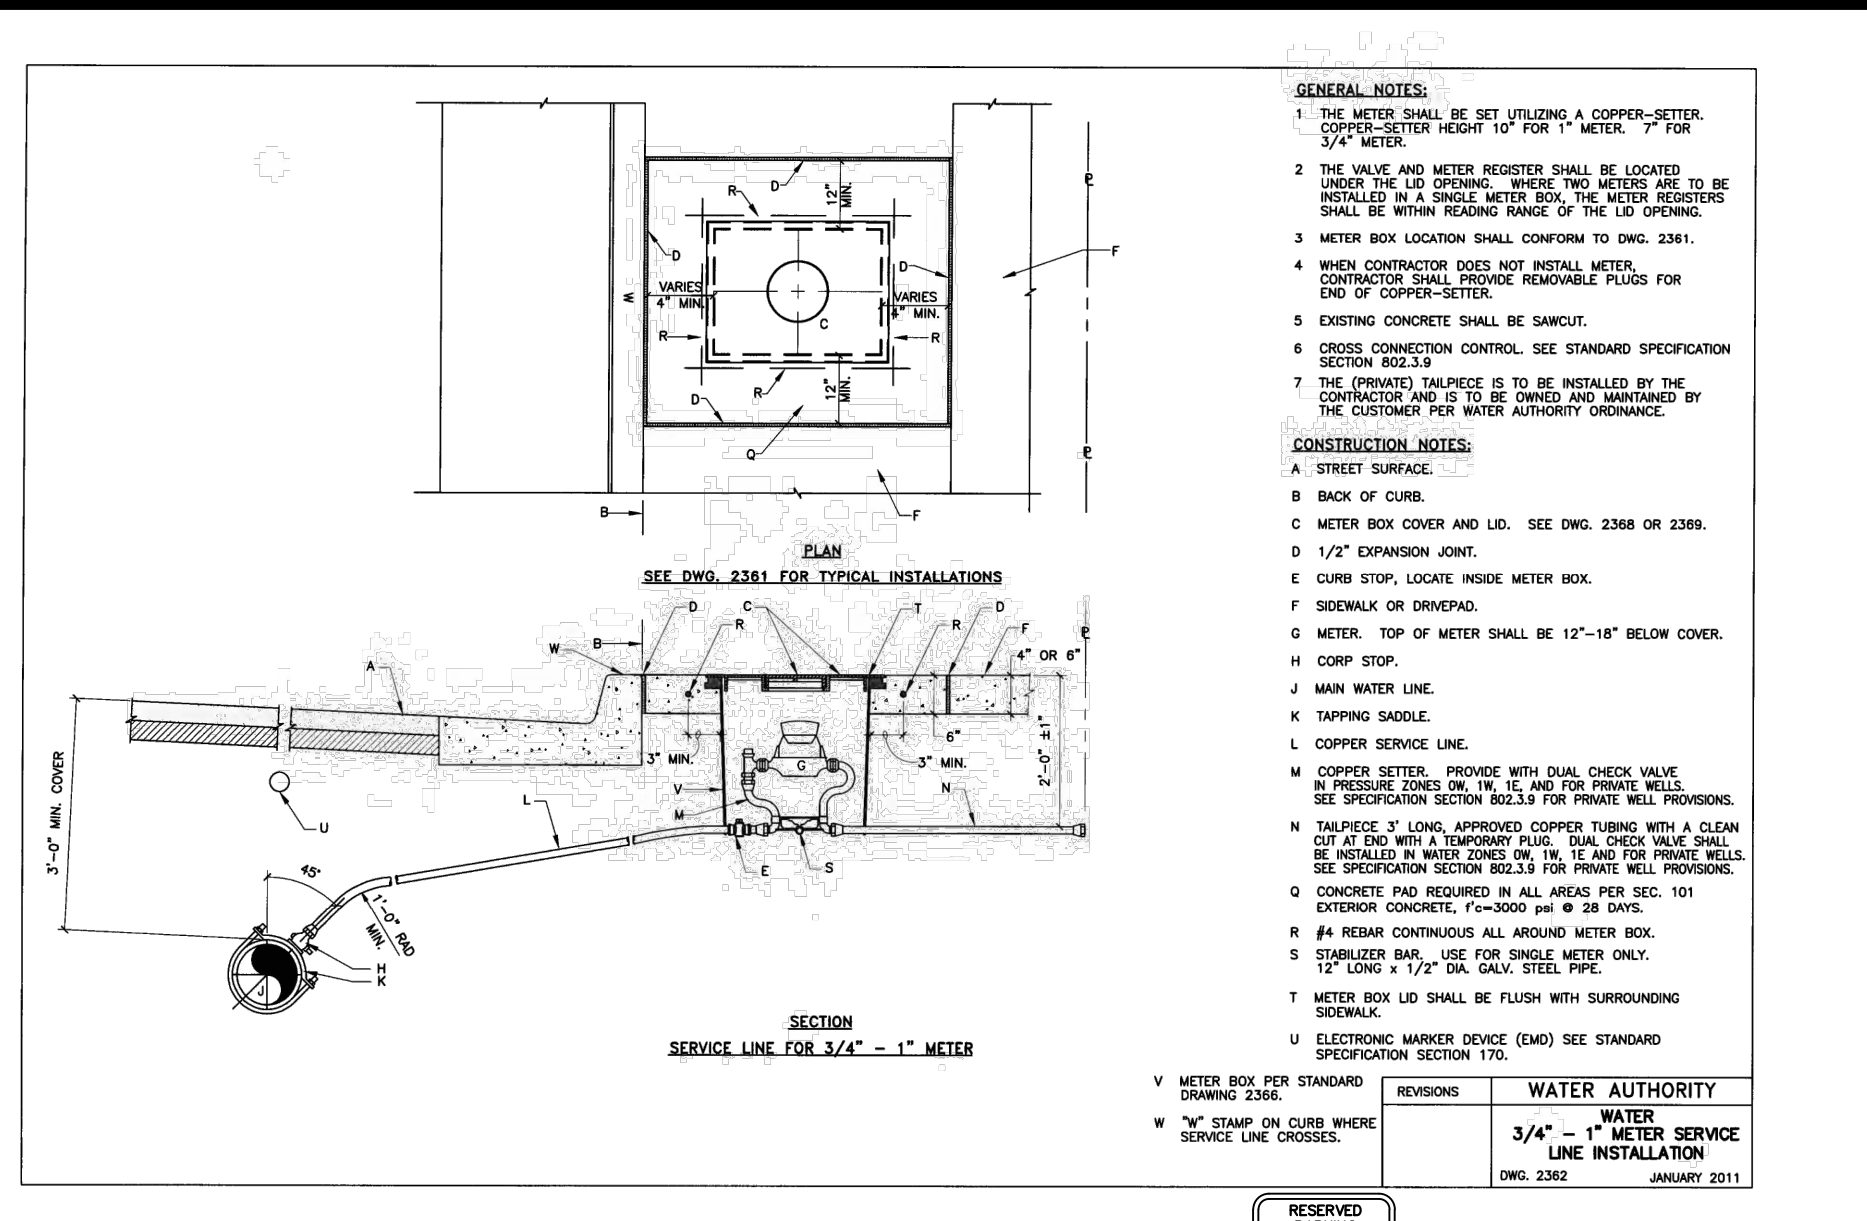 R
D
12"
MIN.
D
D
F
VARIES
4" MIN.
VARIES
4" MIN.
W
C
R
R
R
D
12"
MIN.
Q
B
F
℄
℄
PLAN
SEE DWG. 2361 FOR TYPICAL INSTALLATIONS
D
C
T
D
R
R
F
℄
W
B
A
4" OR 6"
6"
3" MIN.
3" MIN.
2'-0" ±1"
G
V
M
N
L
U
E
S
3'-0" MIN. COVER
45°
1'-0" RAD
MIN.
H
K
J
SECTION
SERVICE LINE FOR 3/4" - 1" METER
GENERAL NOTES:
1 THE METER SHALL BE SET UTILIZING A COPPER-SETTER.
COPPER-SETTER HEIGHT 10" FOR 1" METER. 7" FOR
3/4" METER.
2 THE VALVE AND METER REGISTER SHALL BE LOCATED
UNDER THE LID OPENING. WHERE TWO METERS ARE TO BE
INSTALLED IN A SINGLE METER BOX, THE METER REGISTERS
SHALL BE WITHIN READING RANGE OF THE LID OPENING.
3 METER BOX LOCATION SHALL CONFORM TO DWG. 2361.
4 WHEN CONTRACTOR DOES NOT INSTALL METER,
CONTRACTOR SHALL PROVIDE REMOVABLE PLUGS FOR
END OF COPPER-SETTER.
5 EXISTING CONCRETE SHALL BE SAWCUT.
6 CROSS CONNECTION CONTROL. SEE STANDARD SPECIFICATION
SECTION 802.3.9
7 THE (PRIVATE) TAILPIECE IS TO BE INSTALLED BY THE
CONTRACTOR AND IS TO BE OWNED AND MAINTAINED BY
THE CUSTOMER PER WATER AUTHORITY ORDINANCE.
CONSTRUCTION NOTES:
A STREET SURFACE.
B BACK OF CURB.
C METER BOX COVER AND LID. SEE DWG. 2368 OR 2369.
D 1/2" EXPANSION JOINT.
E CURB STOP, LOCATE INSIDE METER BOX.
F SIDEWALK OR DRIVEPAD.
G METER. TOP OF METER SHALL BE 12"-18" BELOW COVER.
H CORP STOP.
J MAIN WATER LINE.
K TAPPING SADDLE.
L COPPER SERVICE LINE.
M COPPER SETTER. PROVIDE WITH DUAL CHECK VALVE
IN PRESSURE ZONES 0W, 1W, 1E, AND FOR PRIVATE WELLS.
SEE SPECIFICATION SECTION 802.3.9 FOR PRIVATE WELL PROVISIONS.
N TAILPIECE 3' LONG, APPROVED COPPER TUBING WITH A CLEAN
CUT AT END WITH A TEMPORARY PLUG. DUAL CHECK VALVE SHALL
BE INSTALLED IN WATER ZONES 0W, 1W, 1E AND FOR PRIVATE WELLS.
SEE SPECIFICATION SECTION 802.3.9 FOR PRIVATE WELL PROVISIONS.
Q CONCRETE PAD REQUIRED IN ALL AREAS PER SEC. 101
EXTERIOR CONCRETE, f'c=3000 psi @ 28 DAYS.
R #4 REBAR CONTINUOUS ALL AROUND METER BOX.
S STABILIZER BAR. USE FOR SINGLE METER ONLY.
12" LONG x 1/2" DIA. GALV. STEEL PIPE.
T METER BOX LID SHALL BE FLUSH WITH SURROUNDING
SIDEWALK.
U ELECTRONIC MARKER DEVICE (EMD) SEE STANDARD
SPECIFICATION SECTION 170.
V METER BOX PER STANDARD
DRAWING 2366.
W "W" STAMP ON CURB WHERE
SERVICE LINE CROSSES.
REVISIONS
WATER AUTHORITY
WATER
3/4" - 1" METER SERVICE
LINE INSTALLATION
DWG. 2362 JANUARY 2011
RESERVED